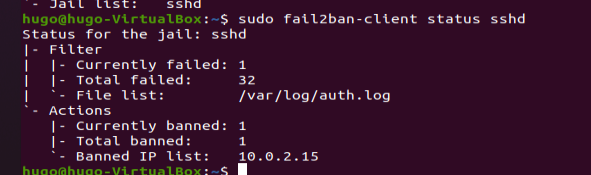 `- Jail list:   sshd
hugo@hugo-VirtualBox:~$ sudo fail2ban-client status sshd
Status for the jail: sshd
|- Filter
|  |- Currently failed: 1
|  |- Total failed:     32
|  `- File list:        /var/log/auth.log
`- Actions
   |- Currently banned: 1
   |- Total banned:     1
   `- Banned IP list:   10.0.2.15
hugo@hugo-VirtualBox:~$